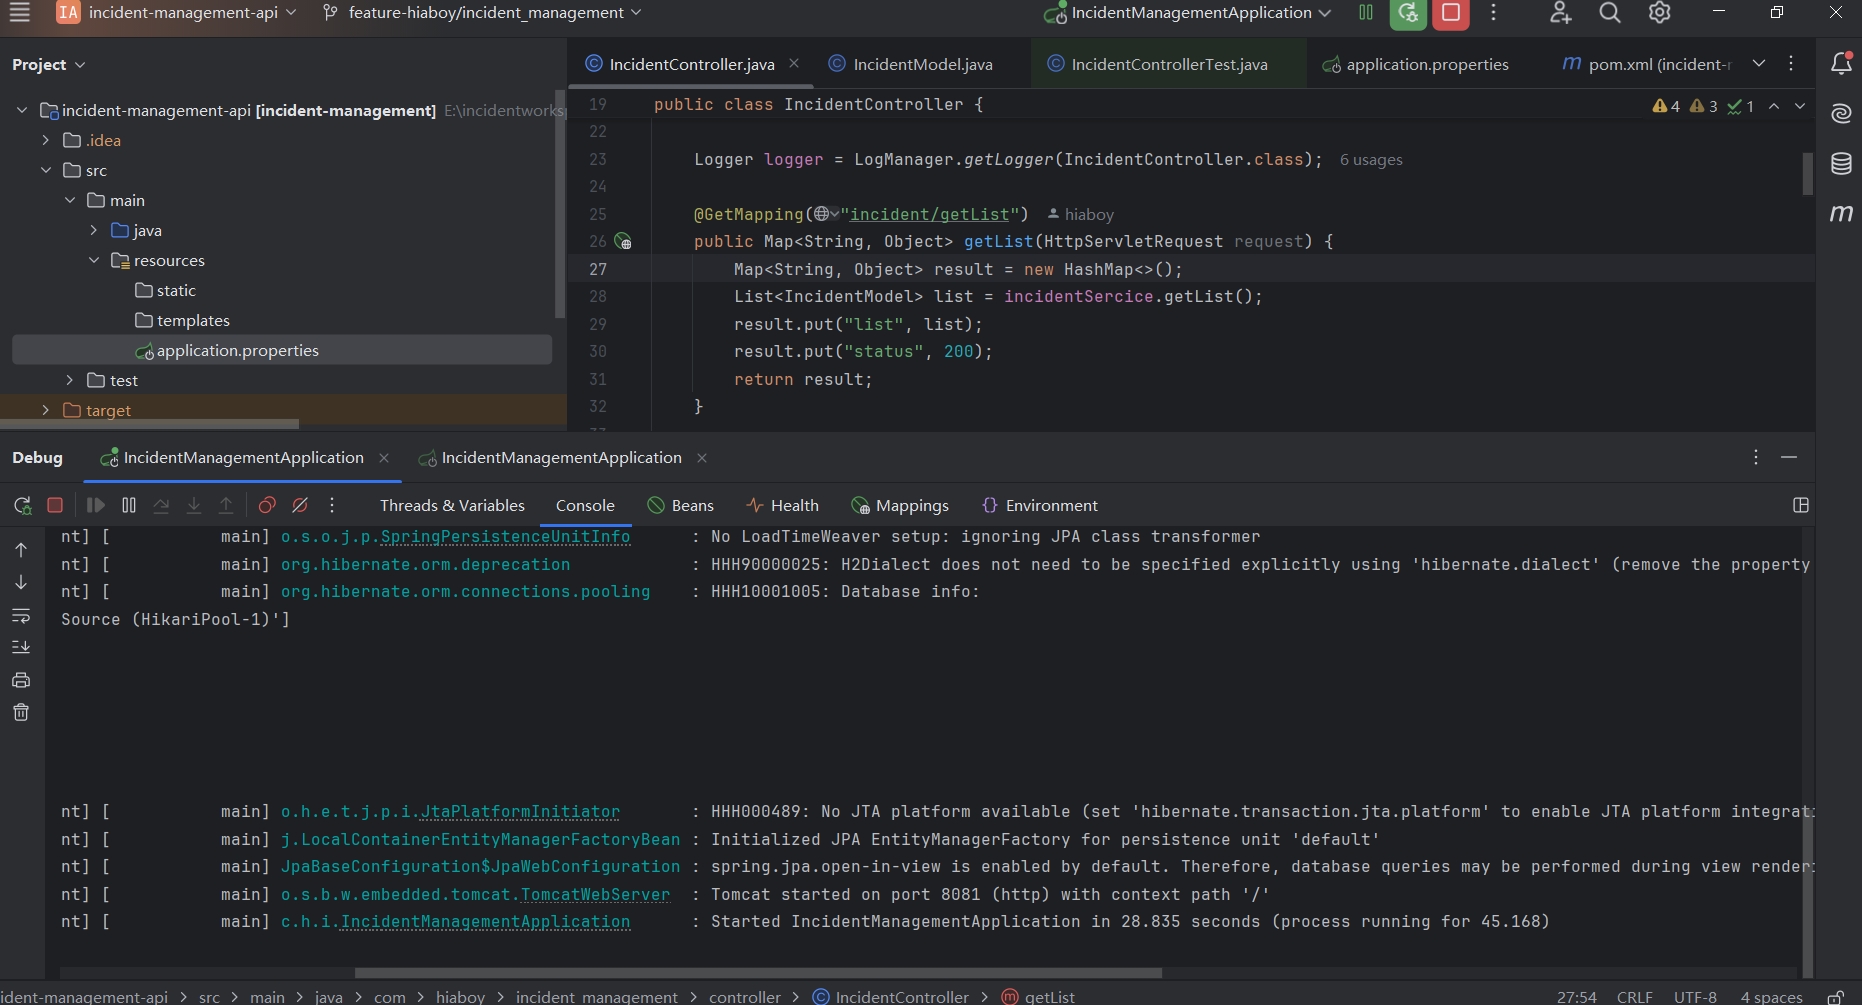 IA incident-management-api feature-hiaboy/incident_management IncidentManagementApplication
Project
incident-management-api [incident-management] E:\incidentworks
.idea
src
main
java
resources
static
templates
application.properties
test
target
IncidentController.java IncidentModel.java IncidentControllerTest.java application.properties pom.xml (incident-r
19 public class IncidentController { 4 3 1
22
23 Logger logger = LogManager.getLogger(IncidentController.class); 6 usages
24
25 @GetMapping("incident/getList") hiaboy
26 public Map<String, Object> getList(HttpServletRequest request) {
27 Map<String, Object> result = new HashMap<>();
28 List<IncidentModel> list = incidentSercice.getList();
29 result.put("list", list);
30 result.put("status", 200);
31 return result;
32 }
Debug IncidentManagementApplication IncidentManagementApplication
Threads & Variables Console Beans Health Mappings Environment
nt] [ main] o.s.o.j.p.SpringPersistenceUnitInfo : No LoadTimeWeaver setup: ignoring JPA class transformer
nt] [ main] org.hibernate.orm.deprecation : HHH90000025: H2Dialect does not need to be specified explicitly using 'hibernate.dialect' (remove the property
nt] [ main] org.hibernate.orm.connections.pooling : HHH10001005: Database info:
Source (HikariPool-1)']
nt] [ main] o.h.e.t.j.p.i.JtaPlatformInitiator : HHH000489: No JTA platform available (set 'hibernate.transaction.jta.platform' to enable JTA platform integrat
nt] [ main] j.LocalContainerEntityManagerFactoryBean : Initialized JPA EntityManagerFactory for persistence unit 'default'
nt] [ main] JpaBaseConfiguration$JpaWebConfiguration : spring.jpa.open-in-view is enabled by default. Therefore, database queries may be performed during view render
nt] [ main] o.s.b.w.embedded.tomcat.TomcatWebServer : Tomcat started on port 8081 (http) with context path '/'
nt] [ main] c.h.i.IncidentManagementApplication : Started IncidentManagementApplication in 28.835 seconds (process running for 45.168)
ident-management-api > src > main > java > com > hiaboy > incident_management > controller > IncidentController > getList 27:54 CRLF UTF-8 4 spaces